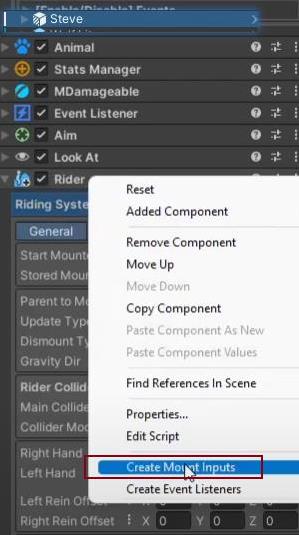 [Enable/Disable] Events
Steve
Animal
Stats Manager
MDamageable
Event Listener
Aim
Look At
Rider
Reset
Riding Syste
Added Component
General
Remove Component
Start Mounte
Move Up
Stored Moun
Move Down
Parent to Mo
Copy Component
Update Type
Paste Component As New
Dismount Ty
Paste Component Values
Gravity Dir
Find References In Scene
Rider Collide
Main Collide
Properties...
Collider Mod
Edit Script
Right Hand
Left Hand
Create Mount Inputs
Create Event Listeners
Left Rein Offset
Right Rein Offset X 0 Y 0 Z 0